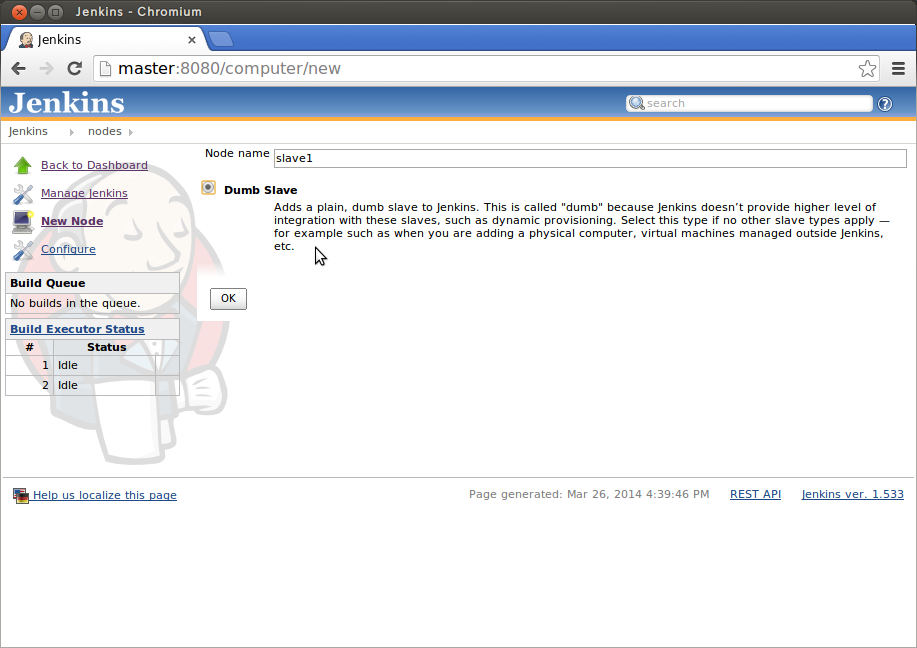 Jenkins - Chromium
Jenkins
master:8080/computer/new
Jenkins
search
Jenkins
nodes
Back to Dashboard
Manage Jenkins
New Node
Configure
Build Queue
No builds in the queue.
Build Executor Status
# Status
1 Idle
2 Idle
Node name slave1
Dumb Slave
Adds a plain, dumb slave to Jenkins. This is called "dumb" because Jenkins doesn’t provide higher level of
integration with these slaves, such as dynamic provisioning. Select this type if no other slave types apply —
for example such as when you are adding a physical computer, virtual machines managed outside Jenkins,
etc.
OK
Help us localize this page
Page generated: Mar 26, 2014 4:39:46 PM REST API Jenkins ver. 1.533